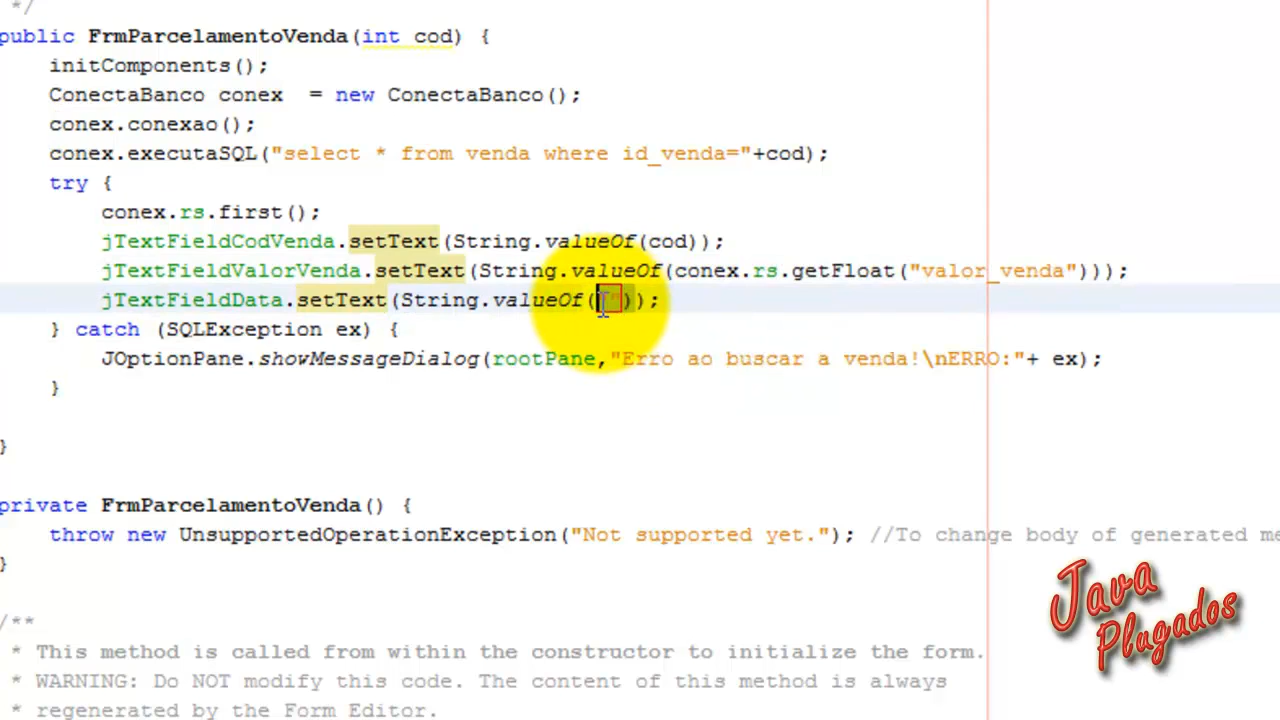 */
public FrmParcelamentoVenda(int cod) {
initComponents();
ConectaBanco conex = new ConectaBanco();
conex.conexao();
conex.executaSQL("select * from venda where id_venda="+cod);
try {
conex.rs.first();
jTextFieldCodVenda.setText(String.valueOf(cod));
jTextFieldValorVenda.setText(String.valueOf(conex.rs.getFloat("valor_venda")));
jTextFieldData.setText(String.valueOf(""));
} catch (SQLException ex) {
JOptionPane.showMessageDialog(rootPane,"Erro ao buscar a venda!\nERRO:"+ ex);
}
}
private FrmParcelamentoVenda() {
throw new UnsupportedOperationException("Not supported yet."); //To change body of generated me
}
/**
* This method is called from within the constructor to initialize the form.
* WARNING: Do NOT modify this code. The content of this method is always
* regenerated by the Form Editor.
Java
Plugados